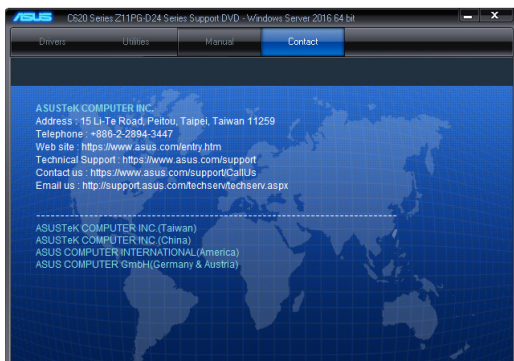 ASUS C620 Series Z11PG-D24 Series Support DVD - Windows Server 2016 64 bit
Drivers Utilities Manual Contact
ASUSTeK COMPUTER INC.
Address : 15 Li-Te Road, Peitou, Taipei, Taiwan 11259
Telephone : +886-2-2894-3447
Web site : https://www.asus.com/entry.htm
Technical Support : https://www.asus.com/support
Contact us : https://www.asus.com/support/CallUs
Email us : http://support.asus.com/techserv/techserv.aspx
--------------------------------------------------------------------------------
ASUSTeK COMPUTER INC.(Taiwan)
ASUSTeK COMPUTER INC.(China)
ASUS COMPUTER INTERNATIONAL(America)
ASUS COMPUTER GmbH(Germany & Austria)